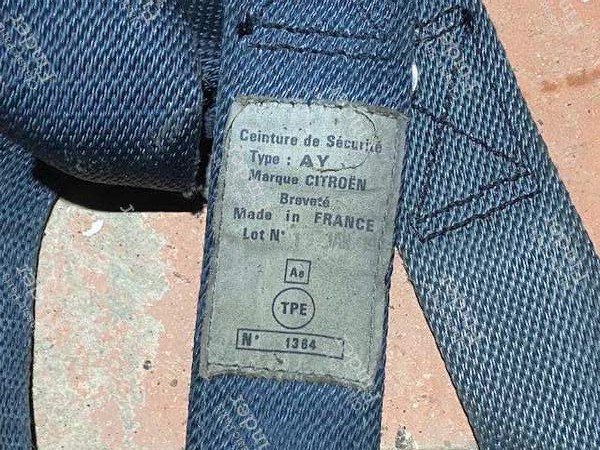 Ceinture de Sécurité
Type : AY
Marque CITROËN
Breveté
Made in FRANCE
Lot N°
Ae
TPE
N° 1364